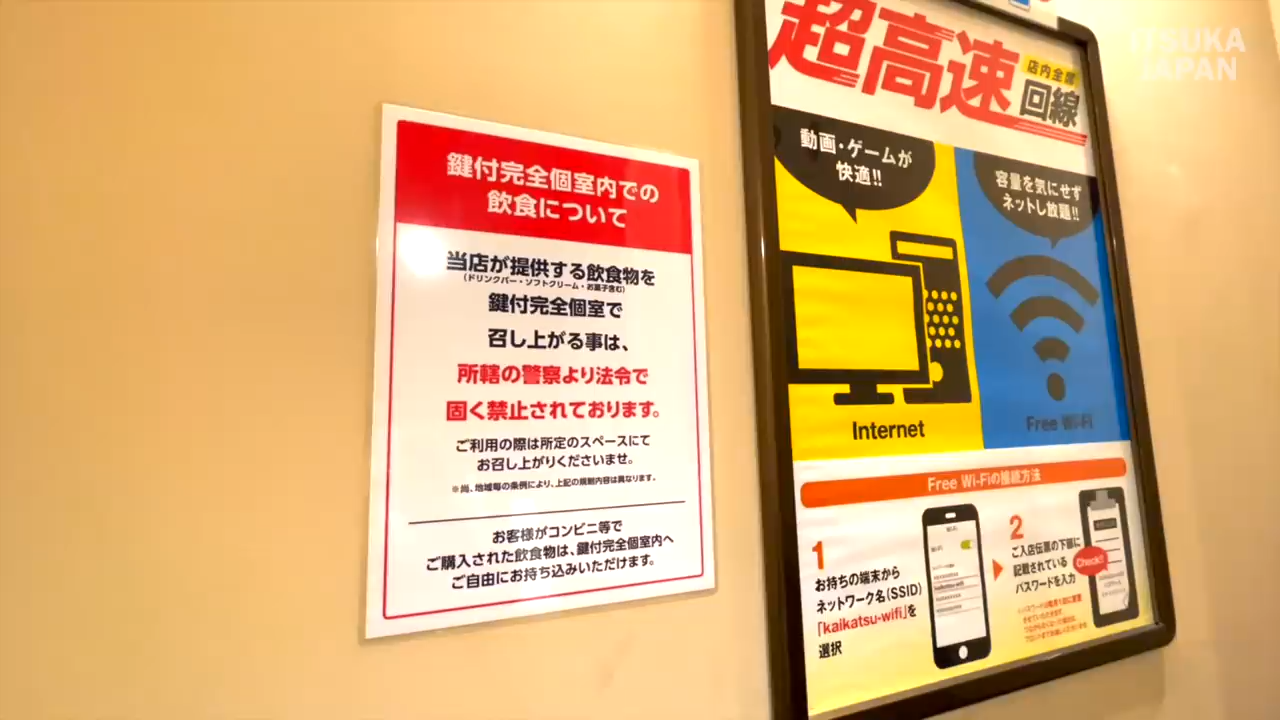 ITSUKA
JAPAN
鍵付完全個室内での
飲食について
当店が提供する飲食物を
(ドリンクバー・ソフトクリーム・お菓子含む)
鍵付完全個室で
召し上がる事は、
所轄の警察より法令で
固く禁止されております。
ご利用の際は所定のスペースにて
お召し上がりくださいませ。
※尚、地域毎の条例により、上記の規制内容は異なります。
お客様がコンビニ等で
ご購入された飲食物は、鍵付完全個室内へ
ご自由にお持ち込みいただけます。
超高速
店内全席
回線
動画・ゲームが
快適!!
容量を気にせず
ネットし放題!!
Internet
Free Wi-Fi
Free Wi-Fiの接続方法
1
お持ちの端末から
ネットワーク名(SSID)
「kaikatsu-wifi」を
選択
2
ご入店伝票の下部に
記載されている
パスワードを入力
Check!!